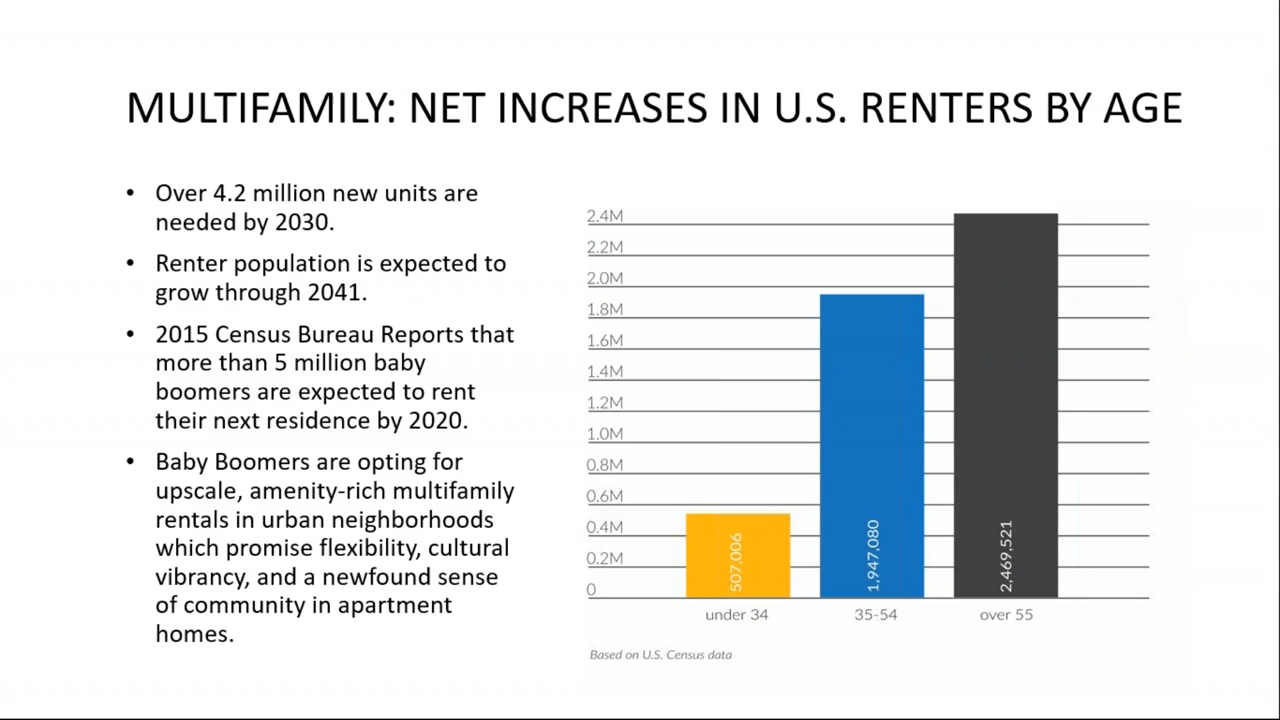 MULTIFAMILY: NET INCREASES IN U.S. RENTERS BY AGE
• Over 4.2 million new units are
needed by 2030.
• Renter population is expected to
grow through 2041.
• 2015 Census Bureau Reports that
more than 5 million baby
boomers are expected to rent
their next residence by 2020.
• Baby Boomers are opting for
upscale, amenity-rich multifamily
rentals in urban neighborhoods
which promise flexibility, cultural
vibrancy, and a newfound sense
of community in apartment
homes.
2.4M
2.2M
2.0M
1.8M
1.6M
1.4M
1.2M
1.0M
0.8M
0.6M
0.4M
0.2M
0
507,006
1,947,080
2,469,521
under 34
35-54
over 55
Based on U.S. Census data